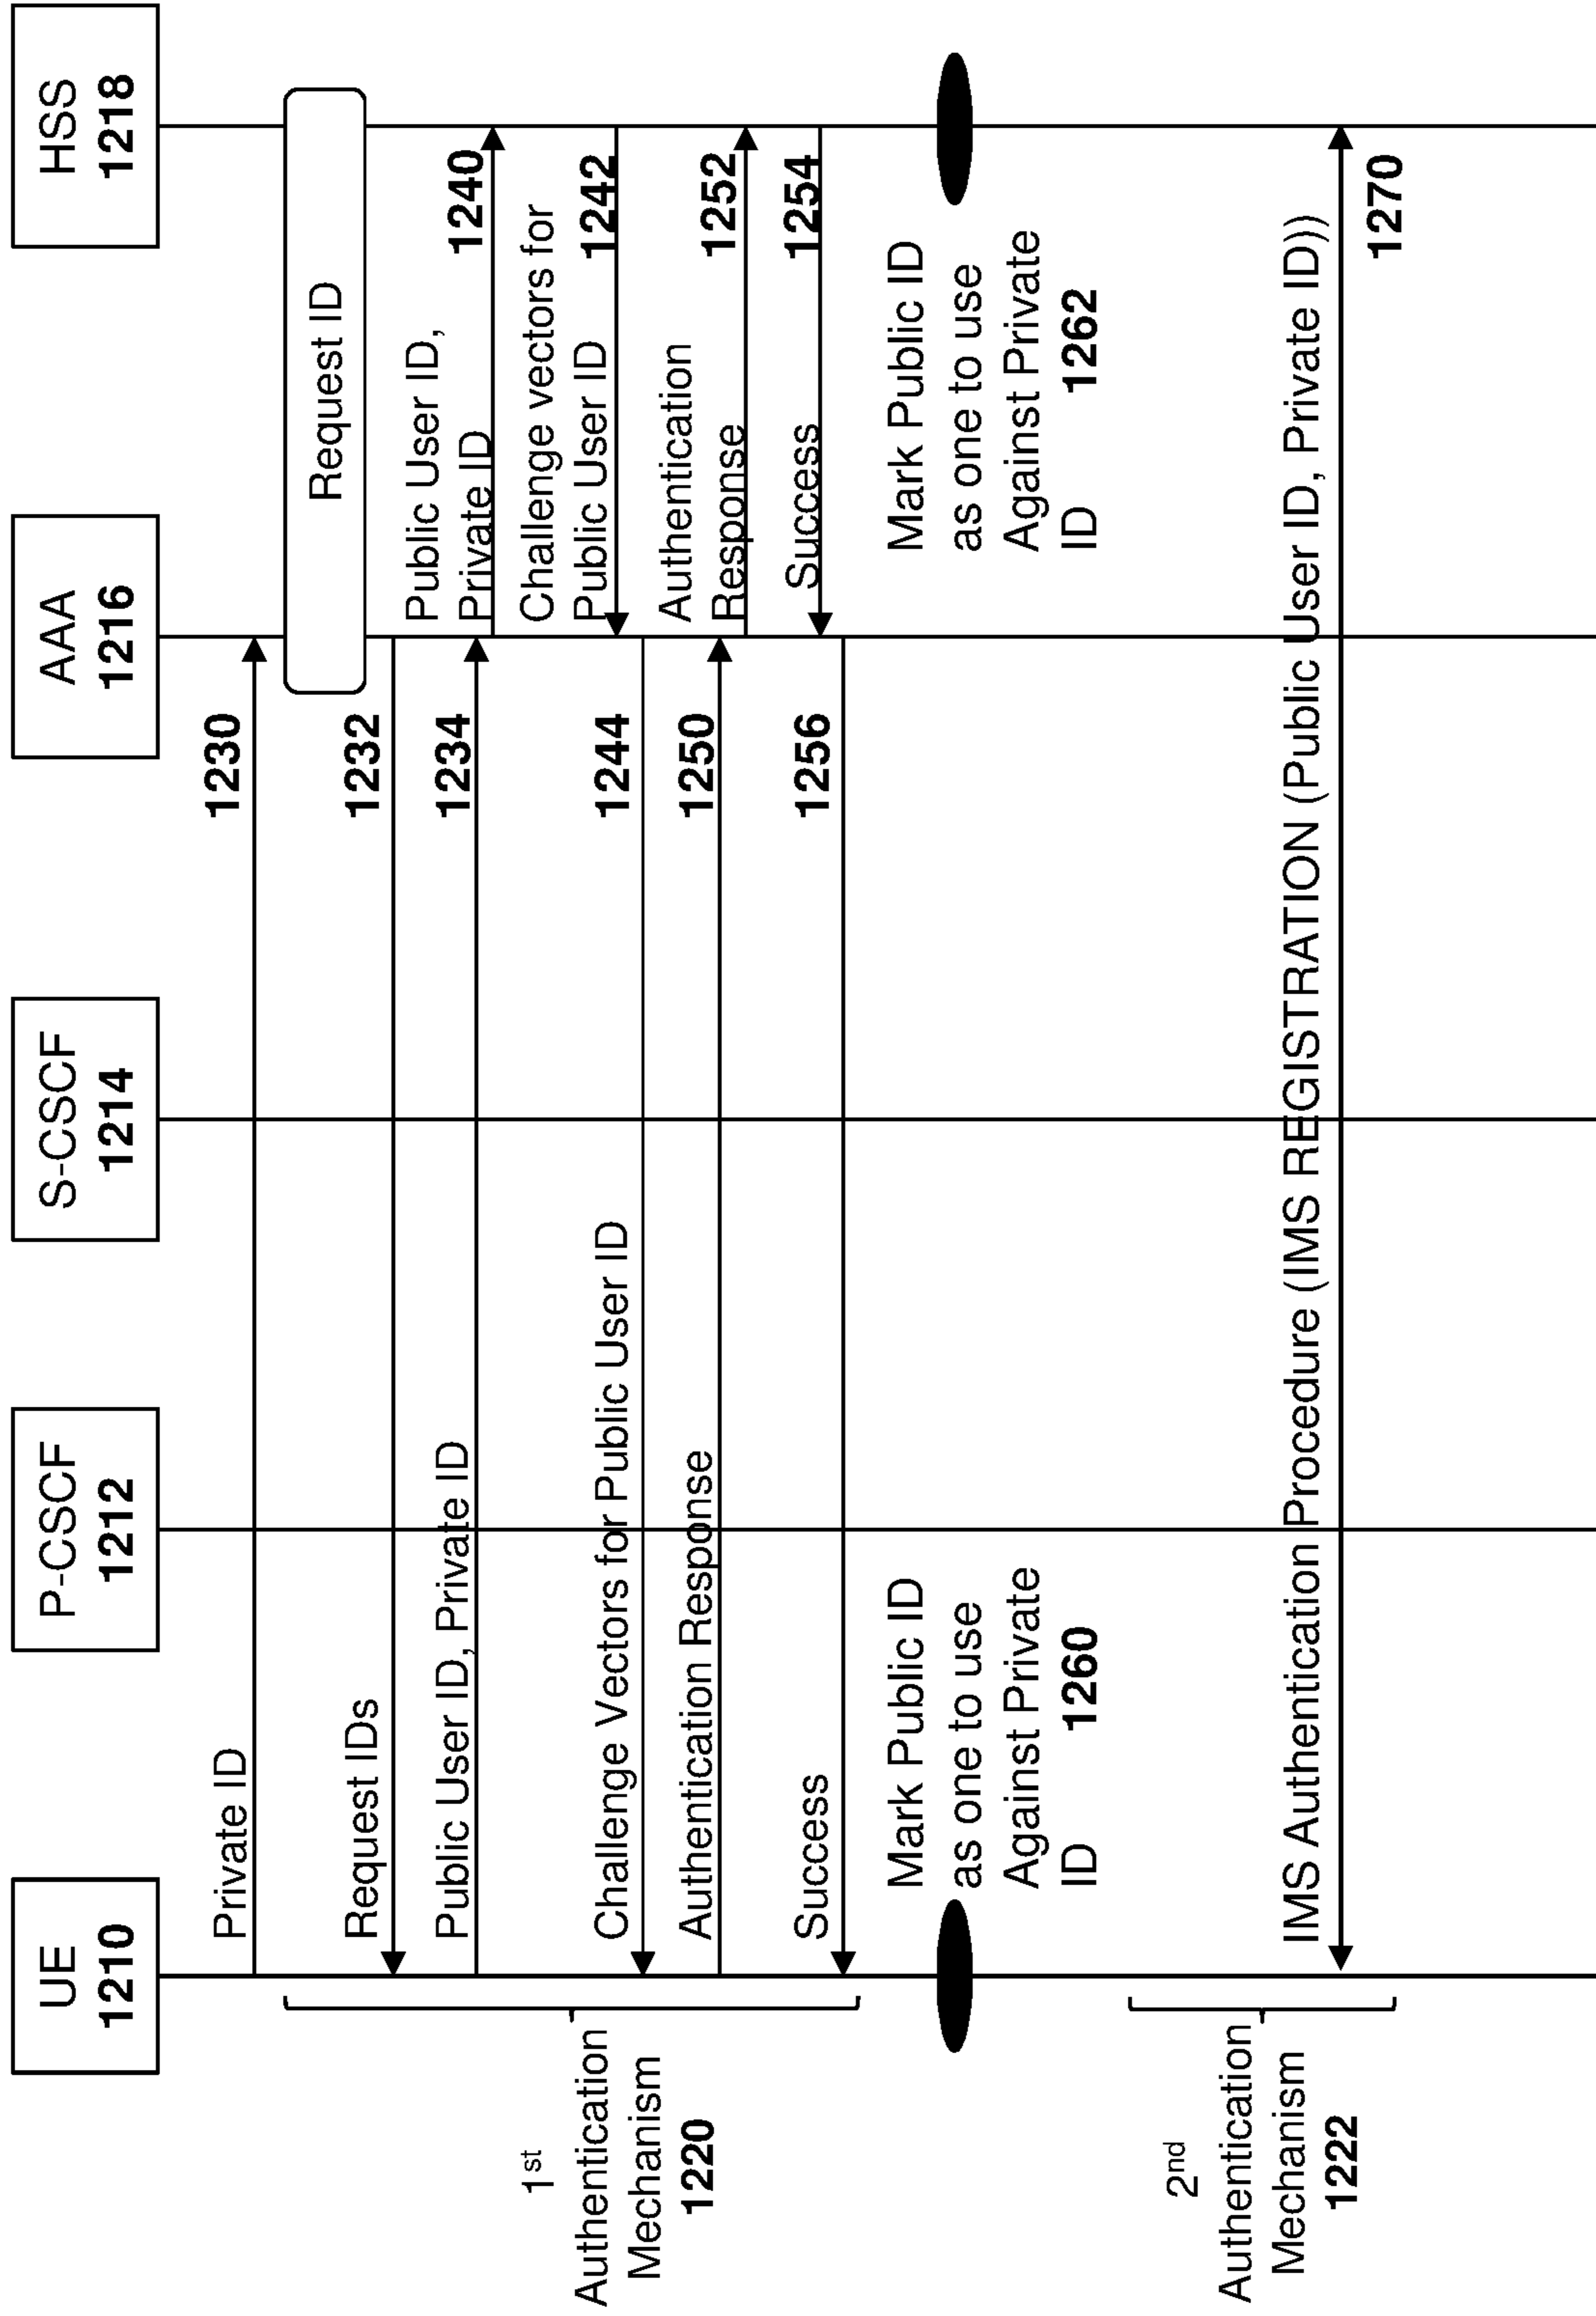 UE
1210
P-CSCF
1212
S-CSCF
1214
AAA
1216
HSS
1218
Private ID
1230
Request ID
Request IDs
1232
Public User ID, Private ID
1234
Public User ID,
Private ID
1240
Challenge vectors for
Public User ID
1242
Challenge Vectors for Public User ID
1244
Authentication Response
1250
Authentication
Response
1252
Success
1254
Success
1256
1st
Authentication
Mechanism
1220
Mark Public ID
as one to use
Against Private
ID 1260
Mark Public ID
as one to use
Against Private
ID 1262
2nd
Authentication
Mechanism
1222
IMS Authentication Procedure (IMS REGISTRATION (Public User ID, Private ID))
1270